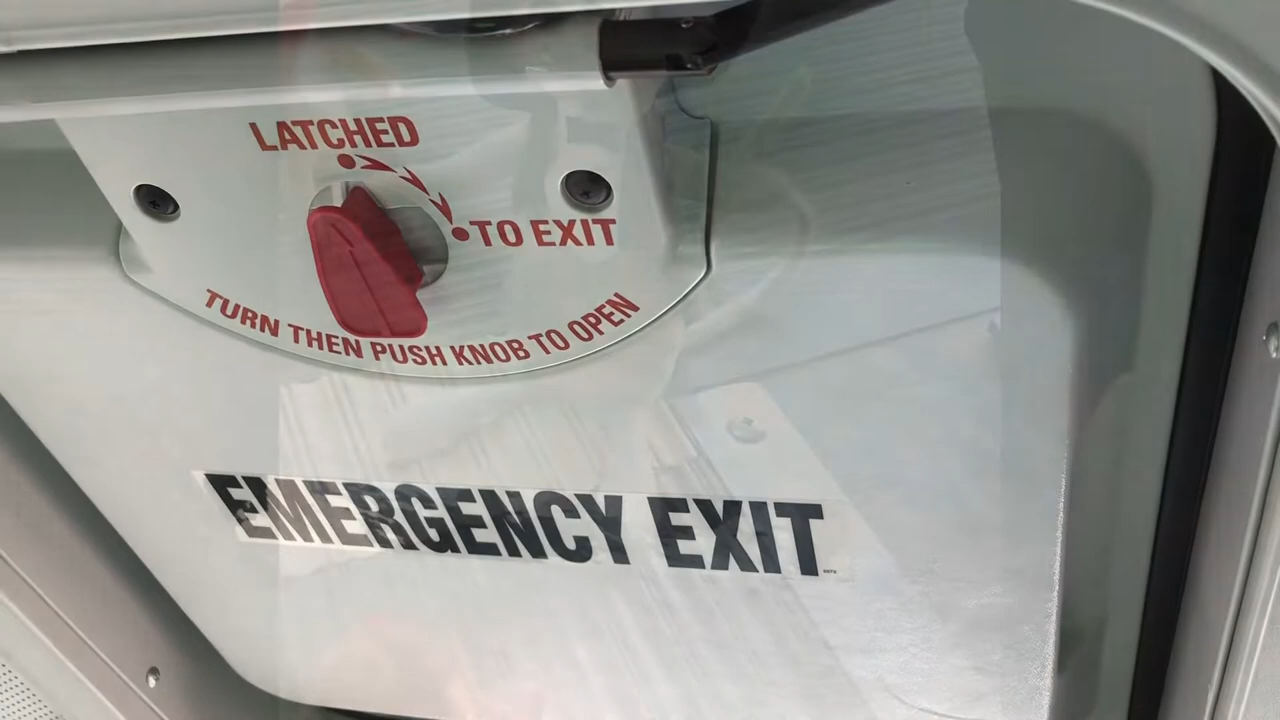 LATCHED
TO EXIT
TURN THEN PUSH KNOB TO OPEN
EMERGENCY EXIT